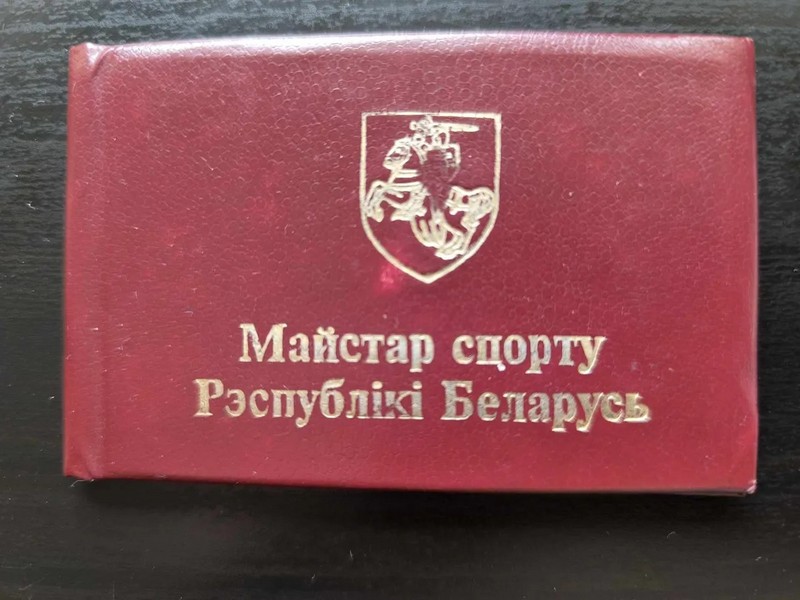 Майстар спорту
Рэспублікі Беларусь